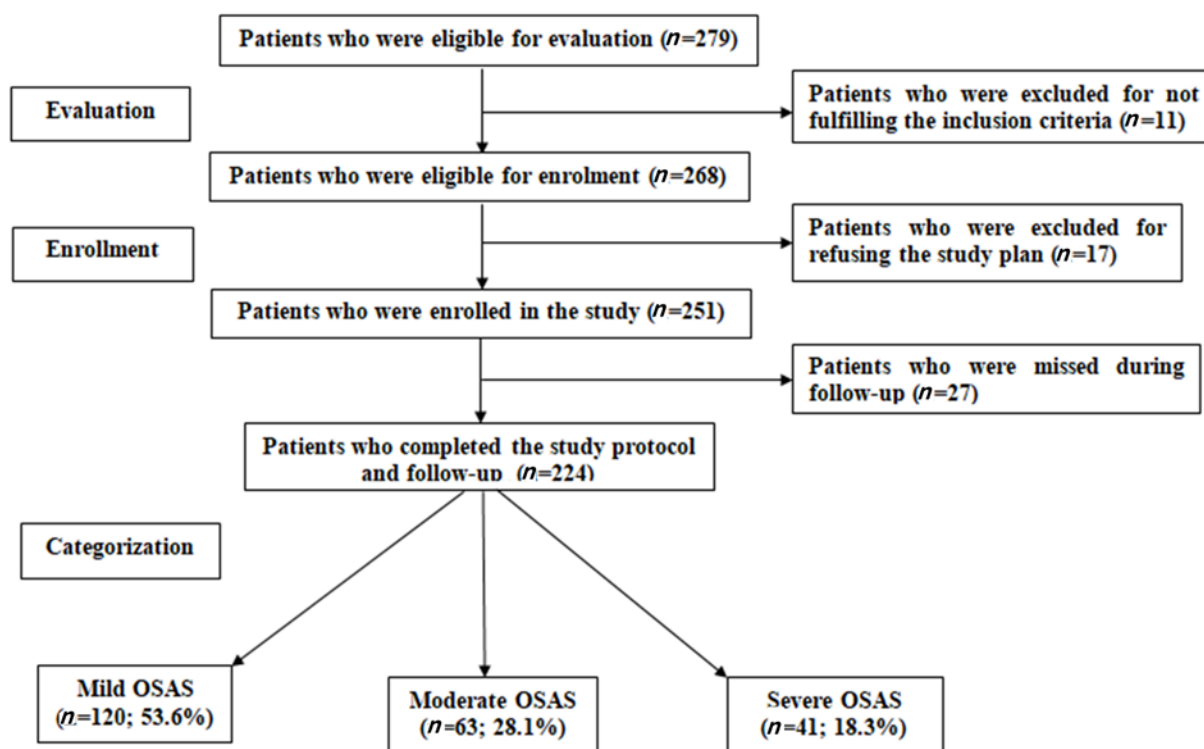 Patients who were eligible for evaluation (n=279)
Evaluation
Patients who were excluded for not
fulfilling the inclusion criteria (n=11)
Patients who were eligible for enrolment (n=268)
Enrollment
Patients who were excluded for
refusing the study plan (n=17)
Patients who were enrolled in the study (n=251)
Patients who were missed during
follow-up (n=27)
Patients who completed the study protocol
and follow-up (n=224)
Categorization
Mild OSAS
(n=120; 53.6%)
Moderate OSAS
(n=63; 28.1%)
Severe OSAS
(n=41; 18.3%)